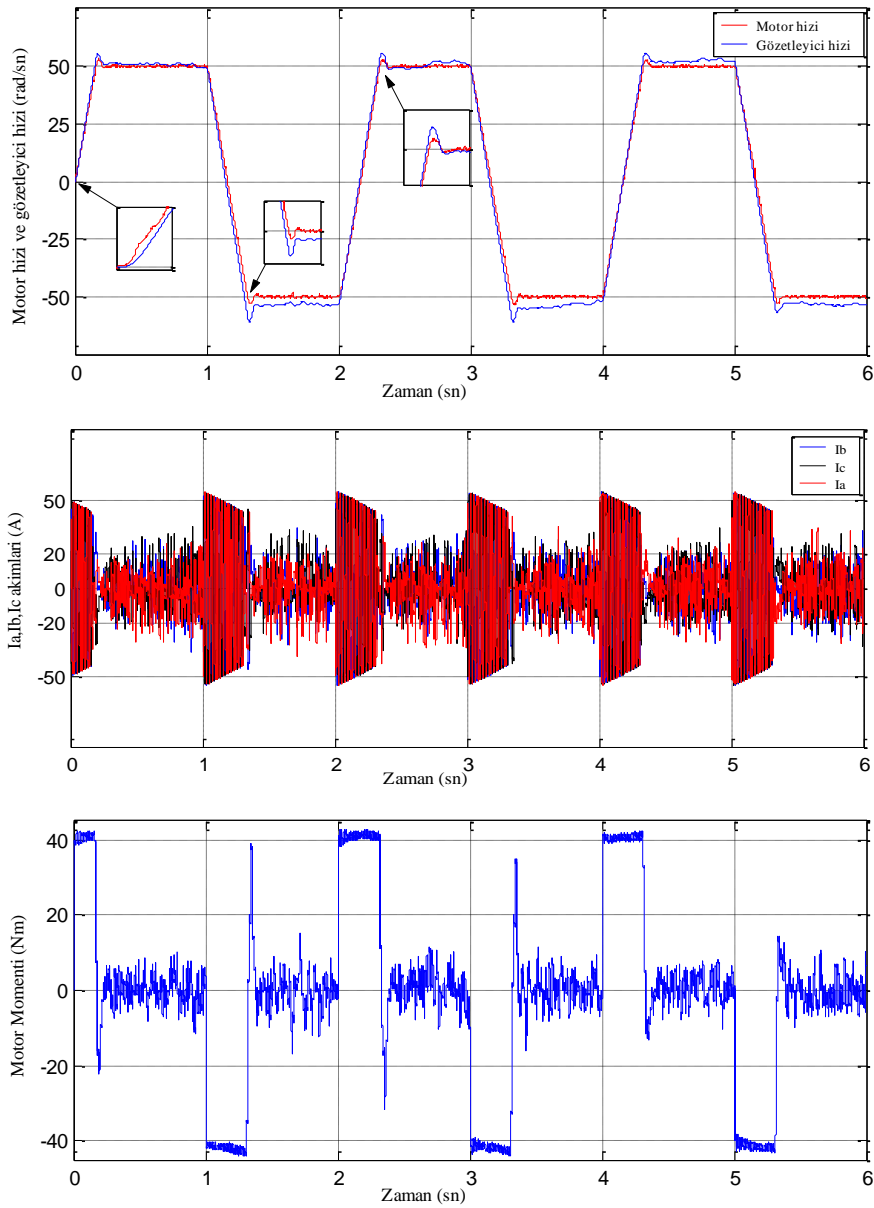 Motor hizi ve gözetleyici hizi (rad/sn)
50
25
0
-25
-50
Motor hizi
Gözetleyici hizi
0 1 2 3 4 5 6
Zaman (sn)
Ia,Ib,Ic akimlari (A)
50
20
0
-20
-50
Ib
Ic
Ia
0 1 2 3 4 5 6
Zaman (sn)
Motor Momenti (Nm)
40
20
0
-20
-40
0 1 2 3 4 5 6
Zaman (sn)